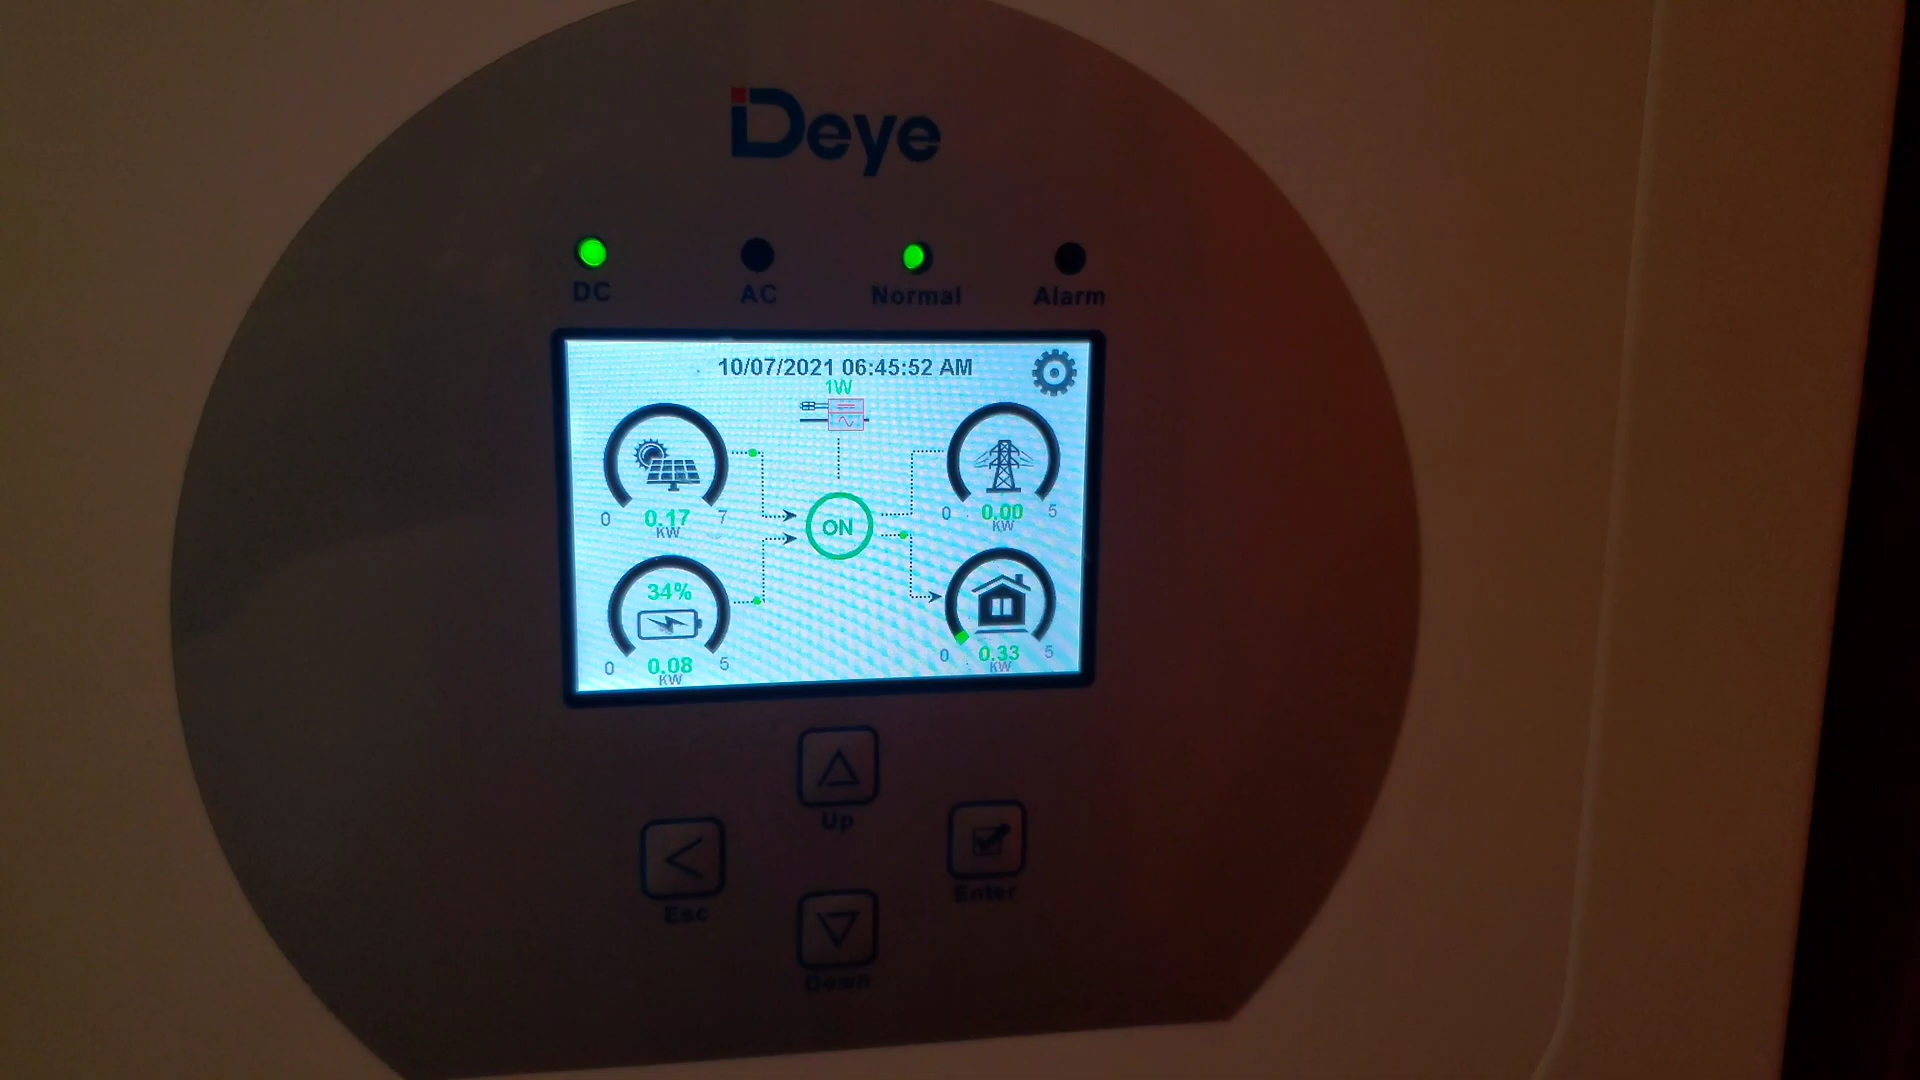 Deye
DC AC Normal Alarm
10/07/2021 06:45:52 AM
1W
0 0.17 7
KW
0 0.00 5
KW
ON
34%
0 0.08 5
KW
0 0.33 5
KW
Up
Esc
Enter
Down